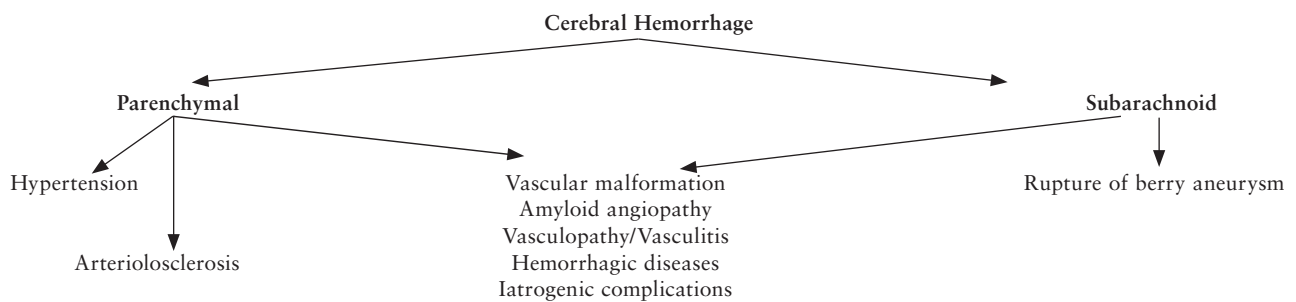 Cerebral Hemorrhage
Parenchymal
Subarachnoid
Hypertension
Arteriolosclerosis
Vascular malformation
Amyloid angiopathy
Vasculopathy/Vasculitis
Hemorrhagic diseases
Iatrogenic complications
Rupture of berry aneurysm